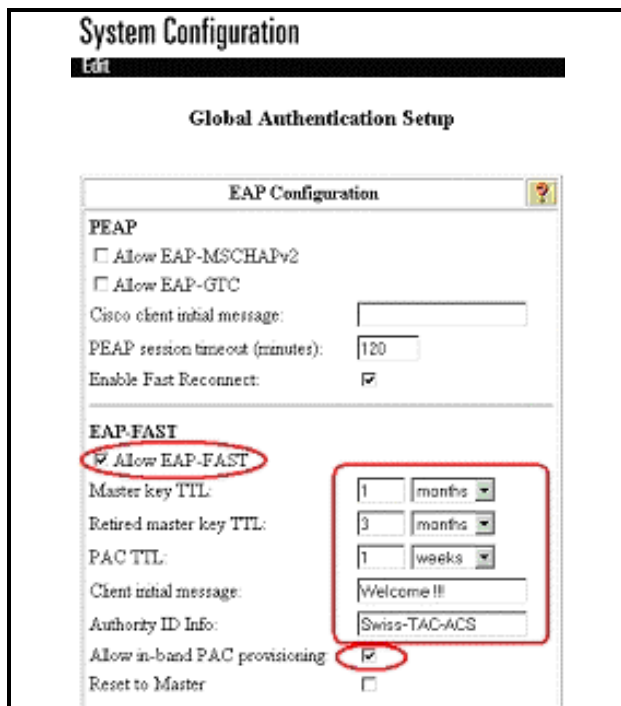 System Configuration
Edit
Global Authentication Setup
EAP Configuration
PEAP
Allow EAP-MSCHAPv2
Allow EAP-GTC
Cisco client initial message:
PEAP session timeout (minutes): 120
Enable Fast Reconnect:
EAP-FAST
Allow EAP-FAST
Master key TTL: 1 months
Retired master key TTL: 3 months
PAC TTL: 1 weeks
Client initial message: Welcome !!!
Authority ID Info: Swiss-TAC-ACS
Allow in-band PAC provisioning:
Reset to Master